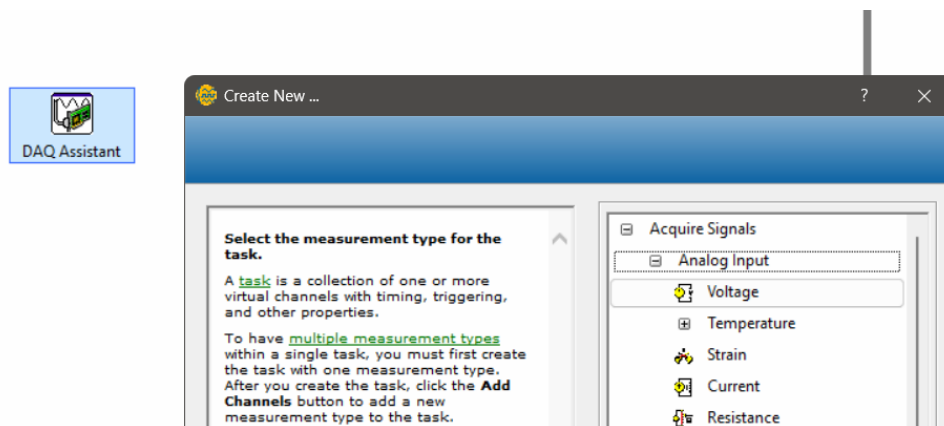 Create New ...
?
DAQ Assistant
Select the measurement type for the
task.
A task is a collection of one or more
virtual channels with timing, triggering,
and other properties.
To have multiple measurement types
within a single task, you must first create
the task with one measurement type.
After you create the task, click the Add
Channels button to add a new
measurement type to the task.
Acquire Signals
Analog Input
Voltage
Temperature
Strain
Current
Resistance